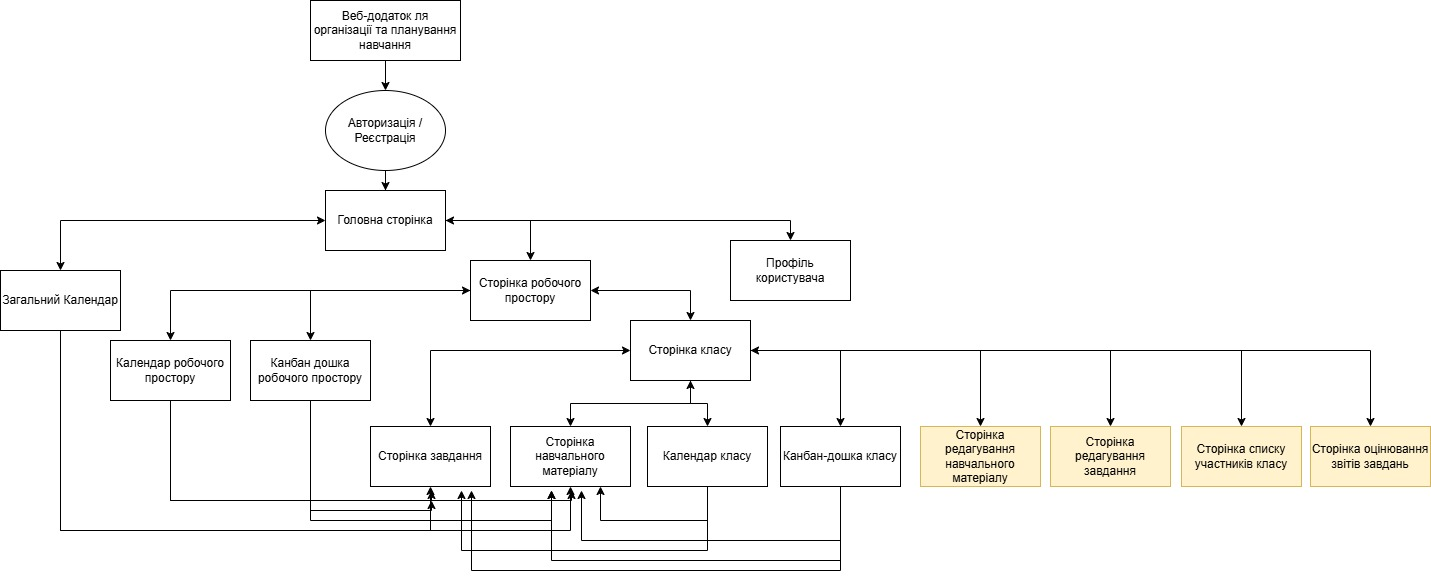 Веб-додаток ля
організації та планування
навчання
Авторизація /
Реєстрація
Головна сторінка
Профіль
користувача
Сторінка робочого
простору
Загальний Календар
Сторінка класу
Календар робочого
простору
Канбан дошка
робочого простору
Сторінка завдання
Сторінка
навчального
матеріалу
Календар класу
Канбан-дошка класу
Сторінка
редагування
навчального
матеріалу
Сторінка
редагування
завдання
Сторінка списку
учасників класу
Сторінка оцінювання
звітів завдань